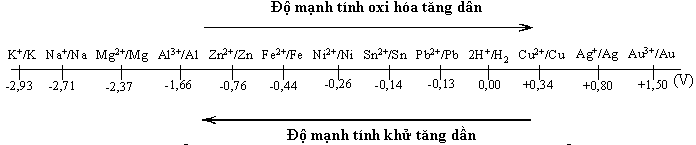 Độ mạnh tính oxi hóa tăng dần
K⁺/K Na⁺/Na Mg²⁺/Mg Al³⁺/Al Zn²⁺/Zn Fe²⁺/Fe Ni²⁺/Ni Sn²⁺/Sn Pb²⁺/Pb 2H⁺/H₂ Cu²⁺/Cu Ag⁺/Ag Au³⁺/Au
-2,93 -2,71 -2,37 -1,66 -0,76 -0,44 -0,26 -0,14 -0,13 0,00 +0,34 +0,80 +1,50 (V)
Độ mạnh tính khử tăng dần